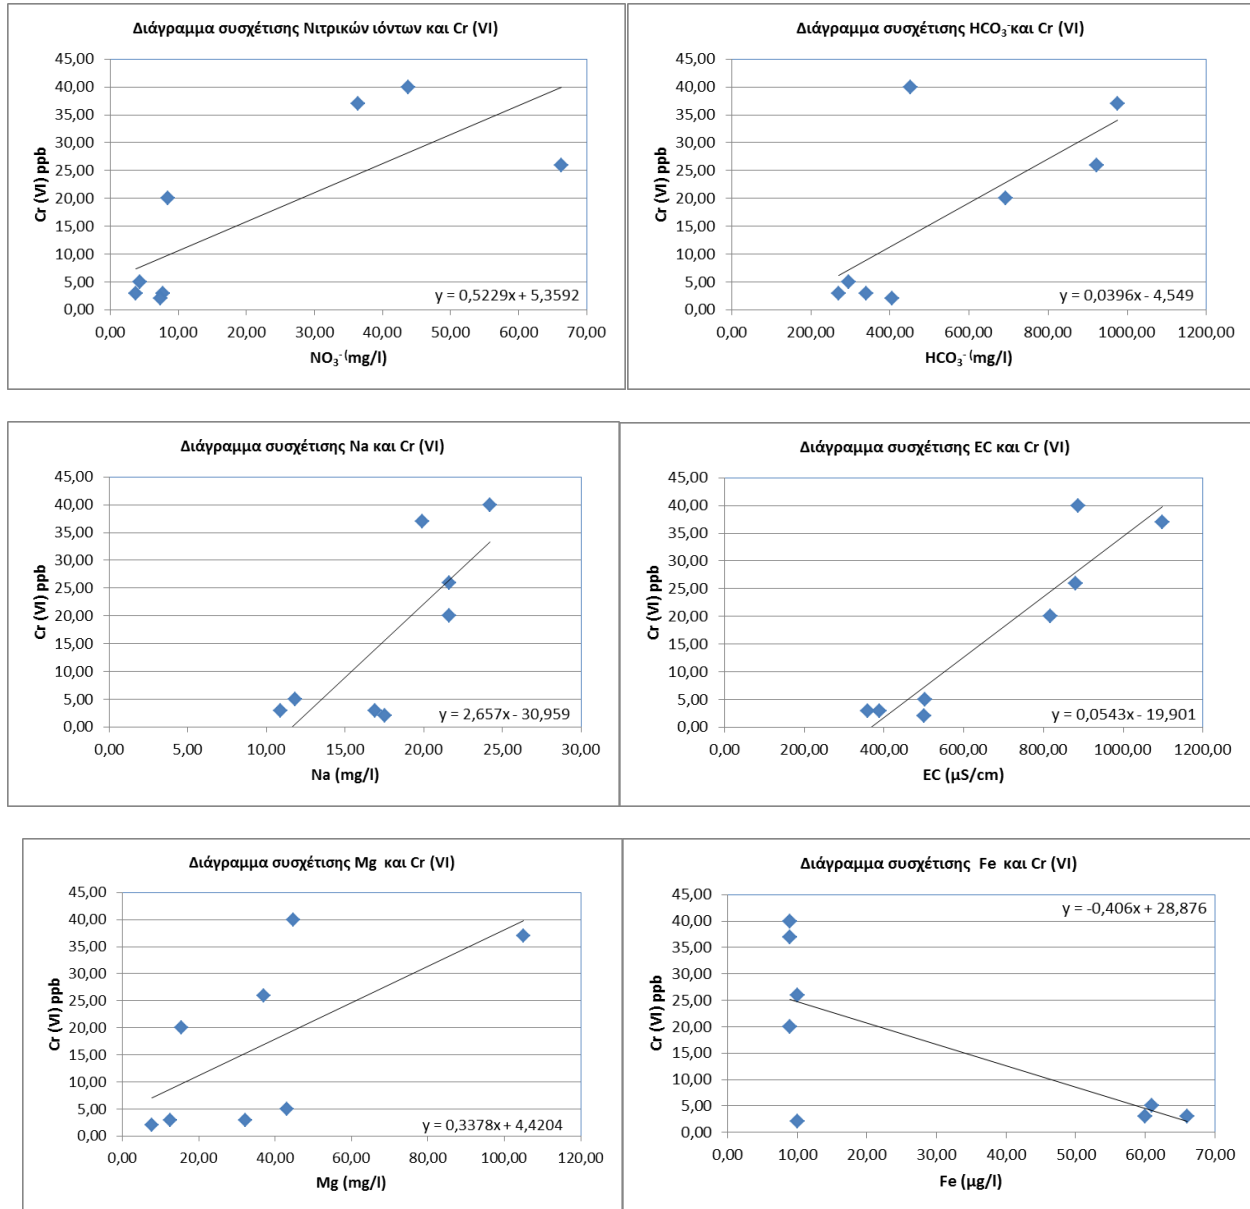 Διάγραμμα συσχέτισης Νιτρικών ιόντων και Cr (VI)
45,00
40,00
35,00
30,00
25,00
20,00
15,00
10,00
5,00
0,00
Cr (VI) ppb
y = 0,5229x + 5,3592
0,00 10,00 20,00 30,00 40,00 50,00 60,00 70,00
NO₃⁻⁽mg/l)
Διάγραμμα συσχέτισης HCO₃⁻και Cr (VI)
45,00
40,00
35,00
30,00
25,00
20,00
15,00
10,00
5,00
0,00
Cr (VI) ppb
y = 0,0396x - 4,549
0,00 200,00 400,00 600,00 800,00 1000,00 1200,00
HCO₃⁻ (mg/l)
Διάγραμμα συσχέτισης Na και Cr (VI)
45,00
40,00
35,00
30,00
25,00
20,00
15,00
10,00
5,00
0,00
Cr (VI) ppb
y = 2,657x - 30,959
0,00 5,00 10,00 15,00 20,00 25,00 30,00
Na (mg/l)
Διάγραμμα συσχέτισης EC και Cr (VI)
45,00
40,00
35,00
30,00
25,00
20,00
15,00
10,00
5,00
0,00
Cr (VI) ppb
y = 0,0543x - 19,901
0,00 200,00 400,00 600,00 800,00 1000,00 1200,00
EC (μS/cm)
Διάγραμμα συσχέτισης Mg και Cr (VI)
45,00
40,00
35,00
30,00
25,00
20,00
15,00
10,00
5,00
0,00
Cr (VI) ppb
y = 0,3378x + 4,4204
0,00 20,00 40,00 60,00 80,00 100,00 120,00
Mg (mg/l)
Διάγραμμα συσχέτισης Fe και Cr (VI)
45,00
40,00
35,00
30,00
25,00
20,00
15,00
10,00
5,00
0,00
Cr (VI) ppb
y = -0,406x + 28,876
0,00 10,00 20,00 30,00 40,00 50,00 60,00 70,00
Fe (μg/l)